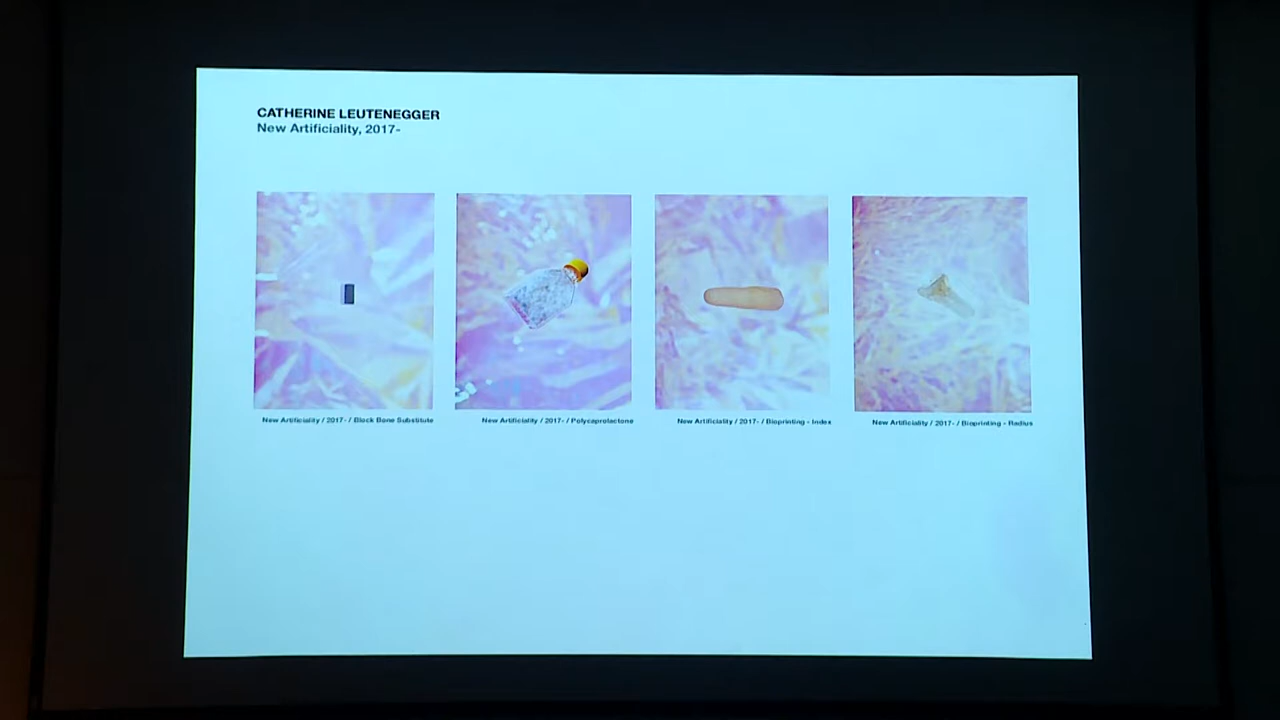 CATHERINE LEUTENEGGER
New Artificiality, 2017-
New Artificiality / 2017- / Block Bone Substitute
New Artificiality / 2017- / Polycaprolactone
New Artificiality / 2017- / Bioprinting - Index
New Artificiality / 2017- / Bioprinting - Radius